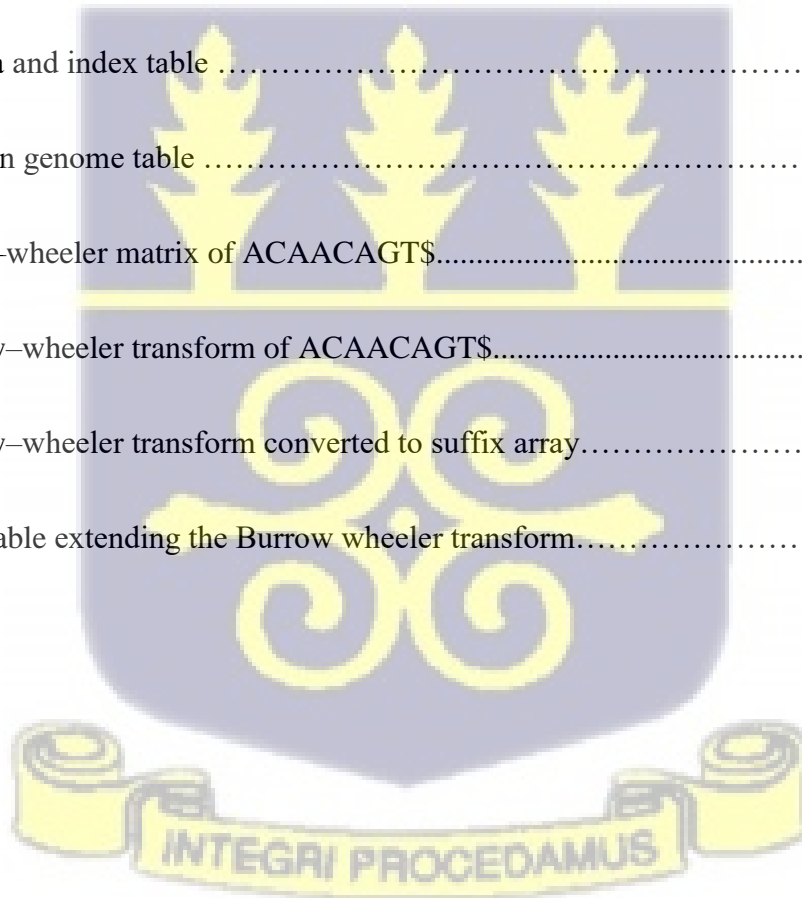 a and index table ……………………………………………………
n genome table ………………………………………………………
–wheeler matrix of ACAACAGT$.....................................................
y–wheeler transform of ACAACAGT$..............................................
y–wheeler transform converted to suffix array…………………
able extending the Burrow wheeler transform…………………
INTEGRI PROCEDAMUS